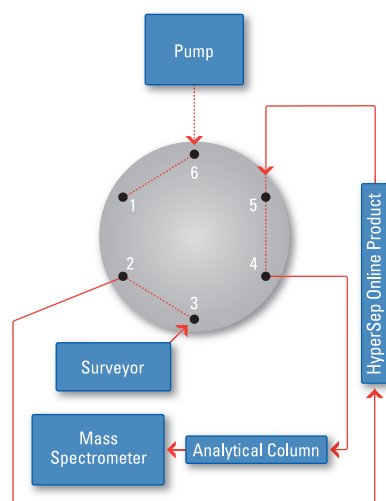 Pump
6
1
5
2
4
3
HyperSep Online Product
Surveyor
Mass
Spectrometer
Analytical Column